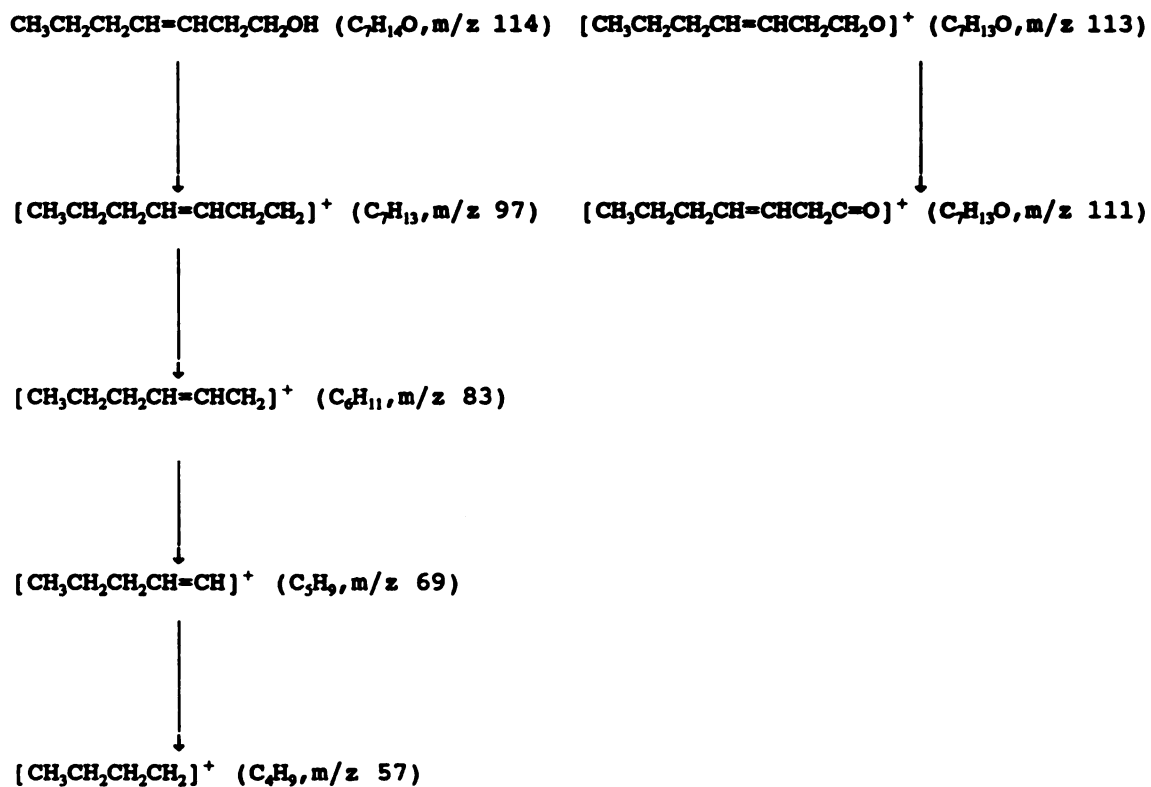 CH₃CH₂CH₂CH=CHCH₂CH₂OH (C₇H₁₄O,m/z 114) [CH₃CH₂CH₂CH=CHCH₂CH₂O]⁺ (C₇H₁₃O,m/z 113)
[CH₃CH₂CH₂CH=CHCH₂CH₂]⁺ (C₇H₁₃,m/z 97) [CH₃CH₂CH₂CH=CHCH₂C=O]⁺ (C₇H₁₃O,m/z 111)
[CH₃CH₂CH₂CH=CHCH₂]⁺ (C₆H₁₁,m/z 83)
[CH₃CH₂CH₂CH=CH]⁺ (C₅H₉,m/z 69)
[CH₃CH₂CH₂CH₂]⁺ (C₄H₉,m/z 57)